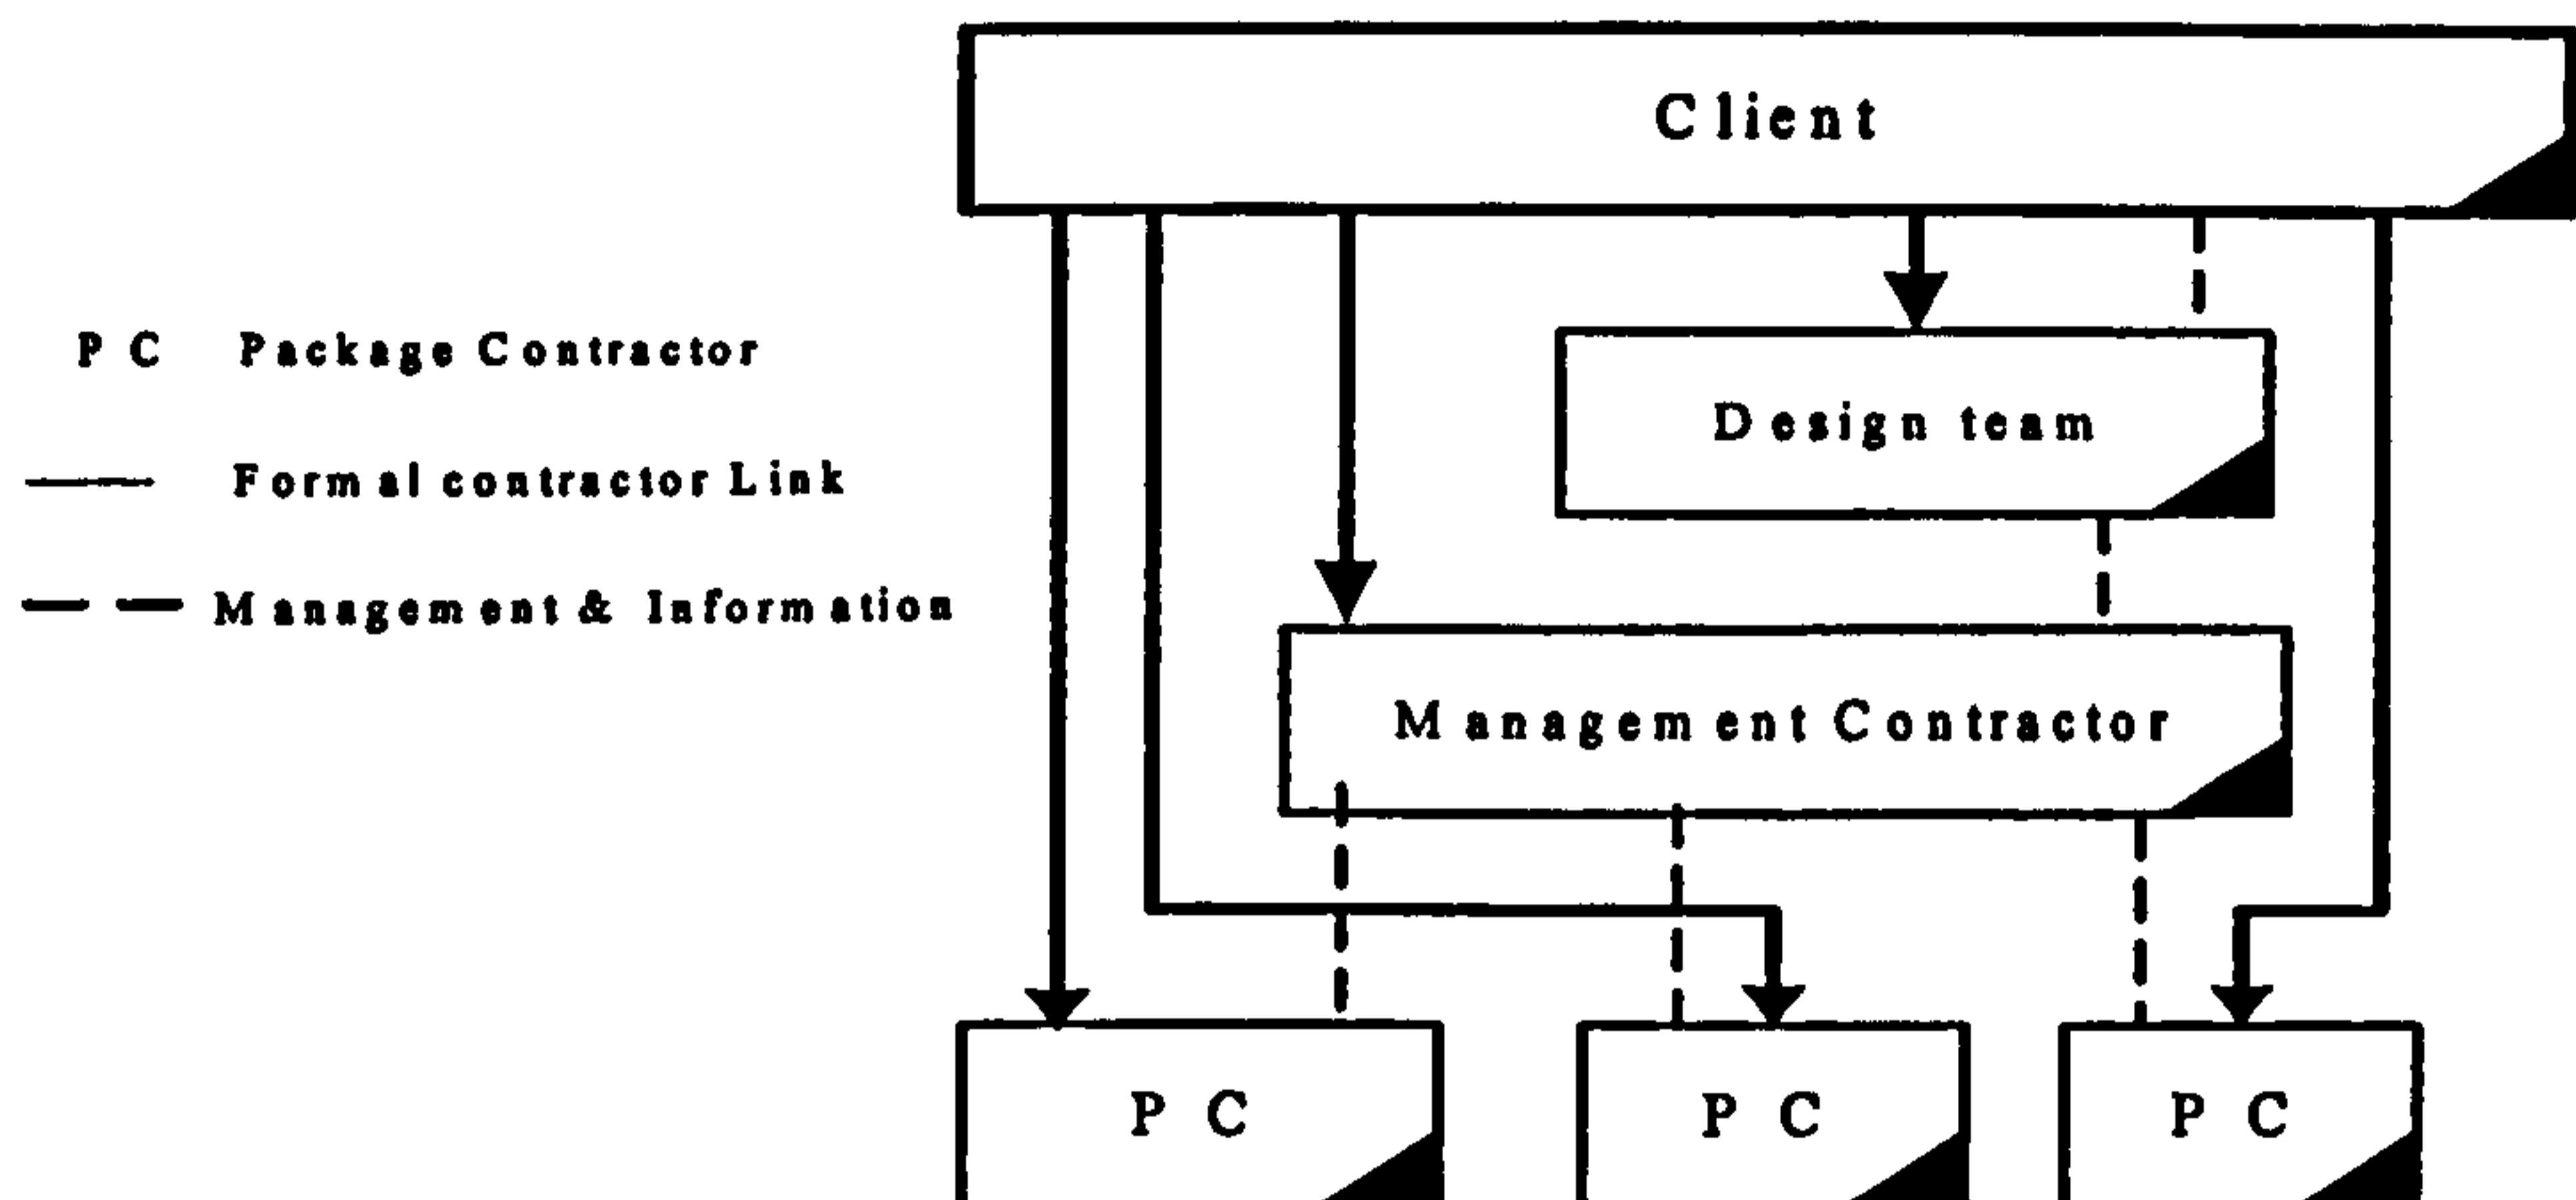 Client
PC Package Contractor
Design team
Formal contractor Link
Management & Information
Management Contractor
PC
PC
PC